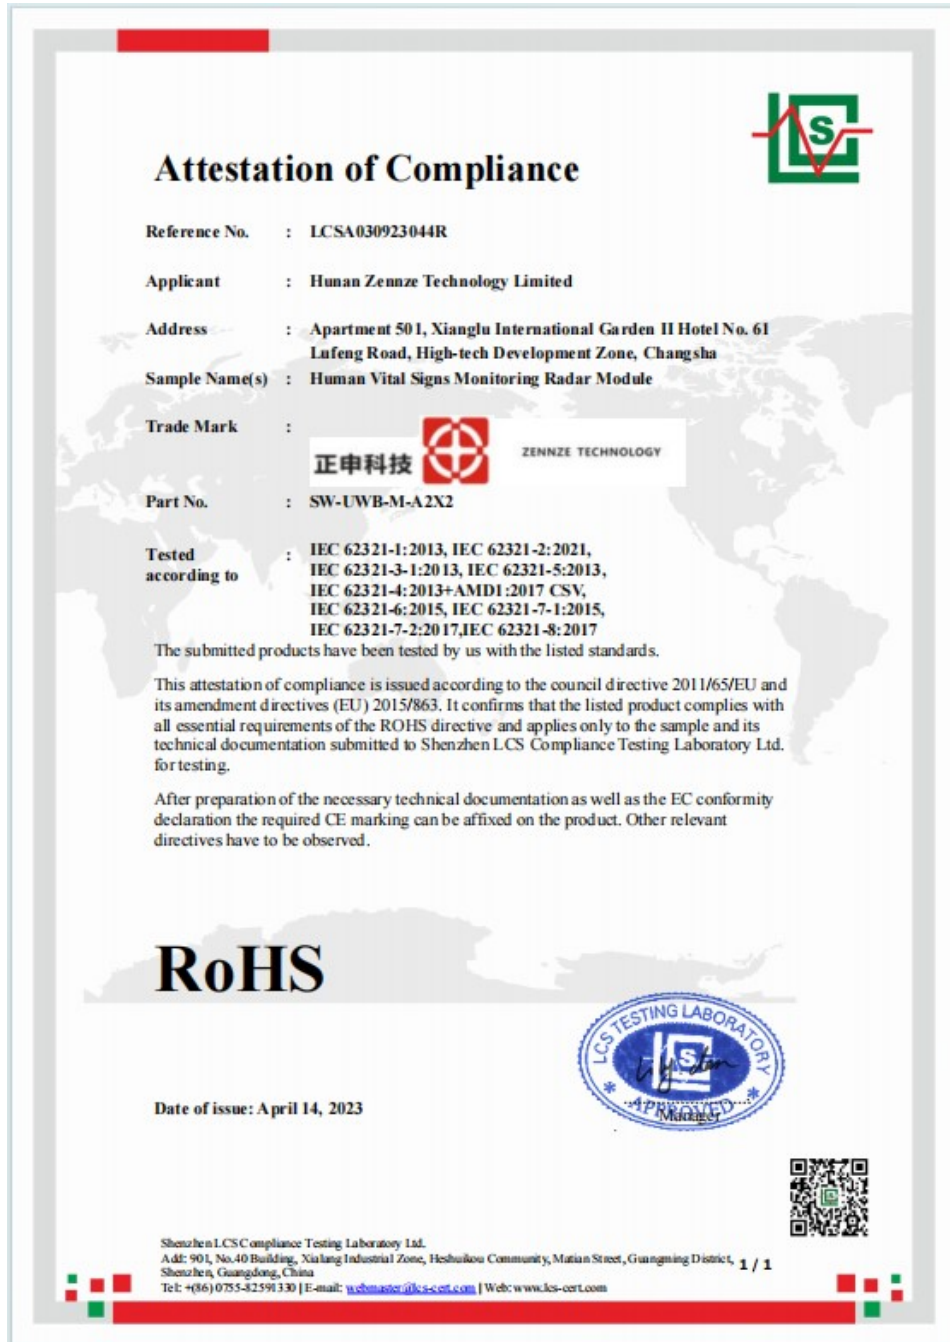 LCS
Attestation of Compliance
Reference No. : LCSA030923044R
Applicant : Hunan Zennze Technology Limited
Address : Apartment 501, Xianglu International Garden II Hotel No. 61
Lufeng Road, High-tech Development Zone, Changsha
Sample Name(s) : Human Vital Signs Monitoring Radar Module
Trade Mark :
正申科技 ZENNZE TECHNOLOGY
Part No. : SW-UWB-M-A2X2
Tested : IEC 62321-1:2013, IEC 62321-2:2021,
according to IEC 62321-3-1:2013, IEC 62321-5:2013,
IEC 62321-4:2013+AMD1:2017 CSV,
IEC 62321-6:2015, IEC 62321-7-1:2015,
IEC 62321-7-2:2017,IEC 62321-8:2017
The submitted products have been tested by us with the listed standards.
This attestation of compliance is issued according to the council directive 2011/65/EU and
its amendment directives (EU) 2015/863. It confirms that the listed product complies with
all essential requirements of the ROHS directive and applies only to the sample and its
technical documentation submitted to Shenzhen LCS Compliance Testing Laboratory Ltd.
for testing.
After preparation of the necessary technical documentation as well as the EC conformity
declaration the required CE marking can be affixed on the product. Other relevant
directives have to be observed.
RoHS
LCS TESTING LABORATORY
LCS
APPROVED
Manager
Date of issue: April 14, 2023
Shenzhen LCS Compliance Testing Laboratory Ltd.
Add: 901, No.40 Building, Xialang Industrial Zone, Heshuikou Community, Matian Street, Guangming District,
Shenzhen, Guangdong, China
Tel: +(86) 0755-82591330 | E-mail: webmaster@lcs-cert.com | Web: www.lcs-cert.com
1 / 1